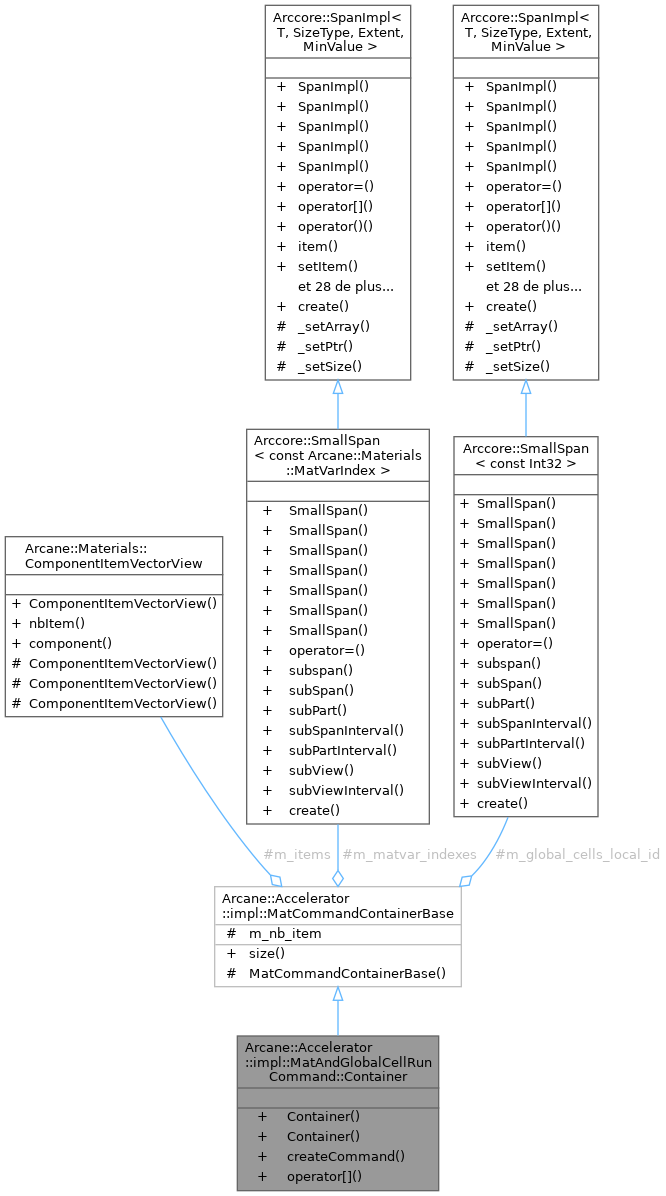 Arccore::SpanImpl<
T, SizeType, Extent,
MinValue >
+ SpanImpl()
+ SpanImpl()
+ SpanImpl()
+ SpanImpl()
+ SpanImpl()
+ operator=()
+ operator[]()
+ operator()()
+ item()
+ setItem()
et 28 de plus...
+ create()
# _setArray()
# _setPtr()
# _setSize()
Arccore::SpanImpl<
T, SizeType, Extent,
MinValue >
+ SpanImpl()
+ SpanImpl()
+ SpanImpl()
+ SpanImpl()
+ SpanImpl()
+ operator=()
+ operator[]()
+ operator()()
+ item()
+ setItem()
et 28 de plus...
+ create()
# _setArray()
# _setPtr()
# _setSize()
Arcane::Materials::
ComponentItemVectorView
+ ComponentItemVectorView()
+ nbItem()
+ component()
# ComponentItemVectorView()
# ComponentItemVectorView()
# ComponentItemVectorView()
Arccore::SmallSpan
< const Arcane::Materials
::MatVarIndex >
+ SmallSpan()
+ SmallSpan()
+ SmallSpan()
+ SmallSpan()
+ SmallSpan()
+ SmallSpan()
+ SmallSpan()
+ operator=()
+ subspan()
+ subSpan()
+ subPart()
+ subSpanInterval()
+ subPartInterval()
+ subView()
+ subViewInterval()
+ create()
Arccore::SmallSpan
< const Int32 >
+ SmallSpan()
+ SmallSpan()
+ SmallSpan()
+ SmallSpan()
+ SmallSpan()
+ SmallSpan()
+ SmallSpan()
+ operator=()
+ subspan()
+ subSpan()
+ subPart()
+ subSpanInterval()
+ subPartInterval()
+ subView()
+ subViewInterval()
+ create()
#m_items
#m_matvar_indexes
#m_global_cells_local_id
Arcane::Accelerator
::impl::MatCommandContainerBase
# m_nb_item
+ size()
# MatCommandContainerBase()
Arcane::Accelerator
::impl::MatAndGlobalCellRun
Command::Container
+ Container()
+ Container()
+ createCommand()
+ operator[]()